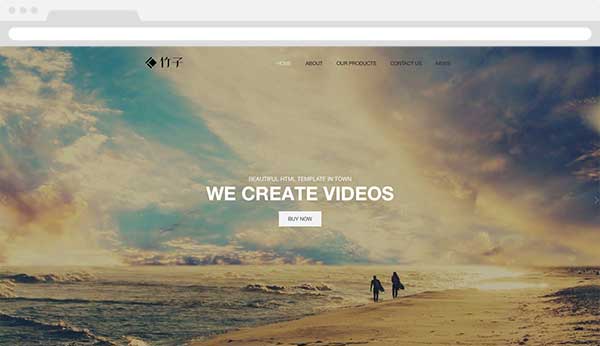 竹子
HOME ABOUT OUR PRODUCTS CONTACT US NEWS
BEAUTIFUL HTML TEMPLATE IN TOWN
WE CREATE VIDEOS
BUY NOW